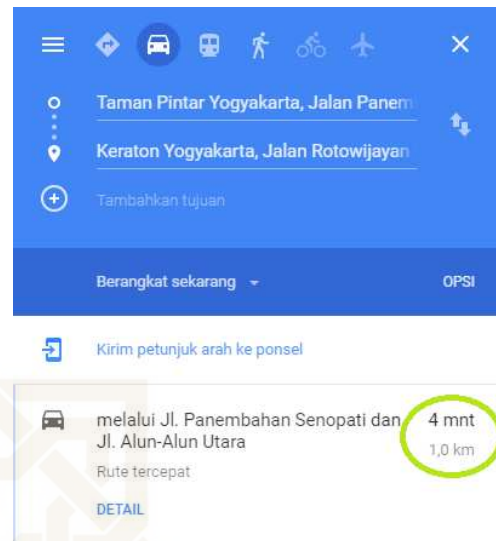 Taman Pintar Yogyakarta, Jalan Panem
Keraton Yogyakarta, Jalan Rotowijayan
Tambahkan tujuan
Berangkat sekarang
OPSI
Kirim petunjuk arah ke ponsel
melalui Jl. Panembahan Senopati dan
Jl. Alun-Alun Utara
4 mnt
1,0 km
Rute tercepat
DETAIL